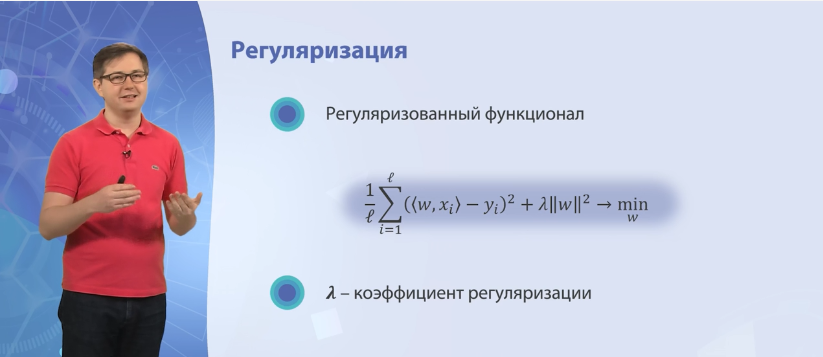 Регуляризация
Регуляризованный функционал
1/ℓ ∑_{i=1}^{ℓ} (⟨w, x_i⟩ − y_i)² + λ‖w‖² → min_w
λ – коэффициент регуляризации